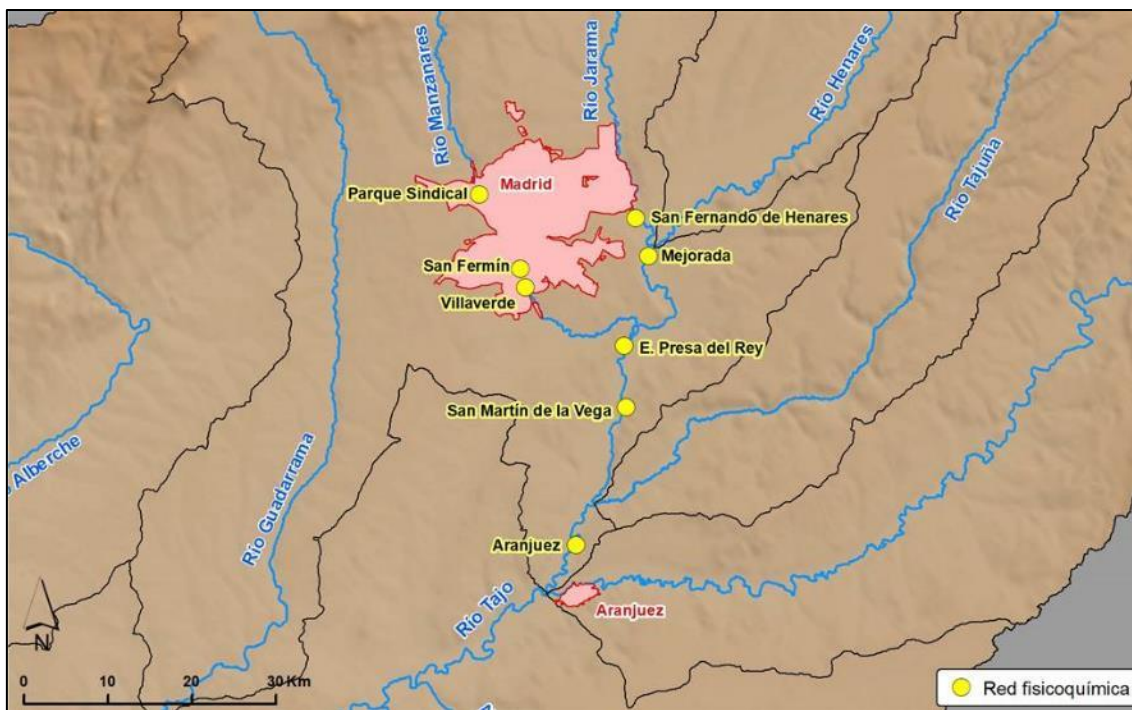 Río Manzanares
Río Jarama
Río Henares
Río Tajuña
Parque Sindical
Madrid
San Fernando de Henares
San Fermín
Mejorada
Villaverde
E. Presa del Rey
San Martín de la Vega
Alberche
Río Guadarrama
Aranjuez
Río Tajo
Aranjuez
N
0 10 20 30 Km
Red fisicoquímica